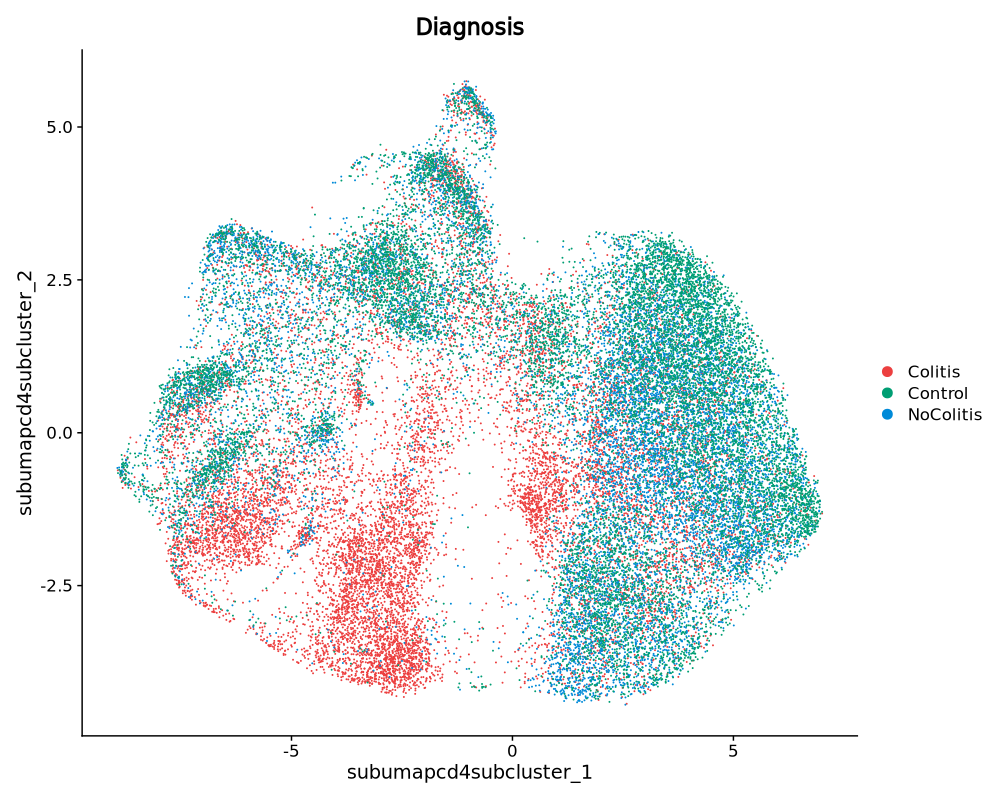 Diagnosis
subumapcd4subcluster_2
5.0
2.5
0.0
-2.5
-5
0
5
subumapcd4subcluster_1
Colitis
Control
NoColitis